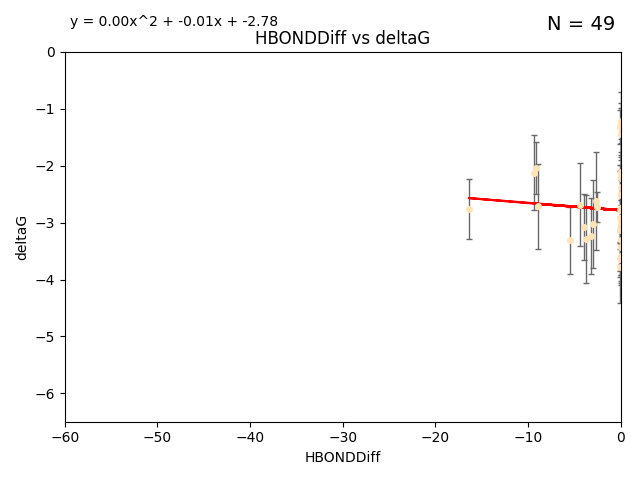 y = 0.00x^2 + -0.01x + -2.78
N = 49
HBONDDiff vs deltaG
deltaG
0
−1
−2
−3
−4
−5
−6
−60
−50
−40
−30
−20
−10
0
HBONDDiff